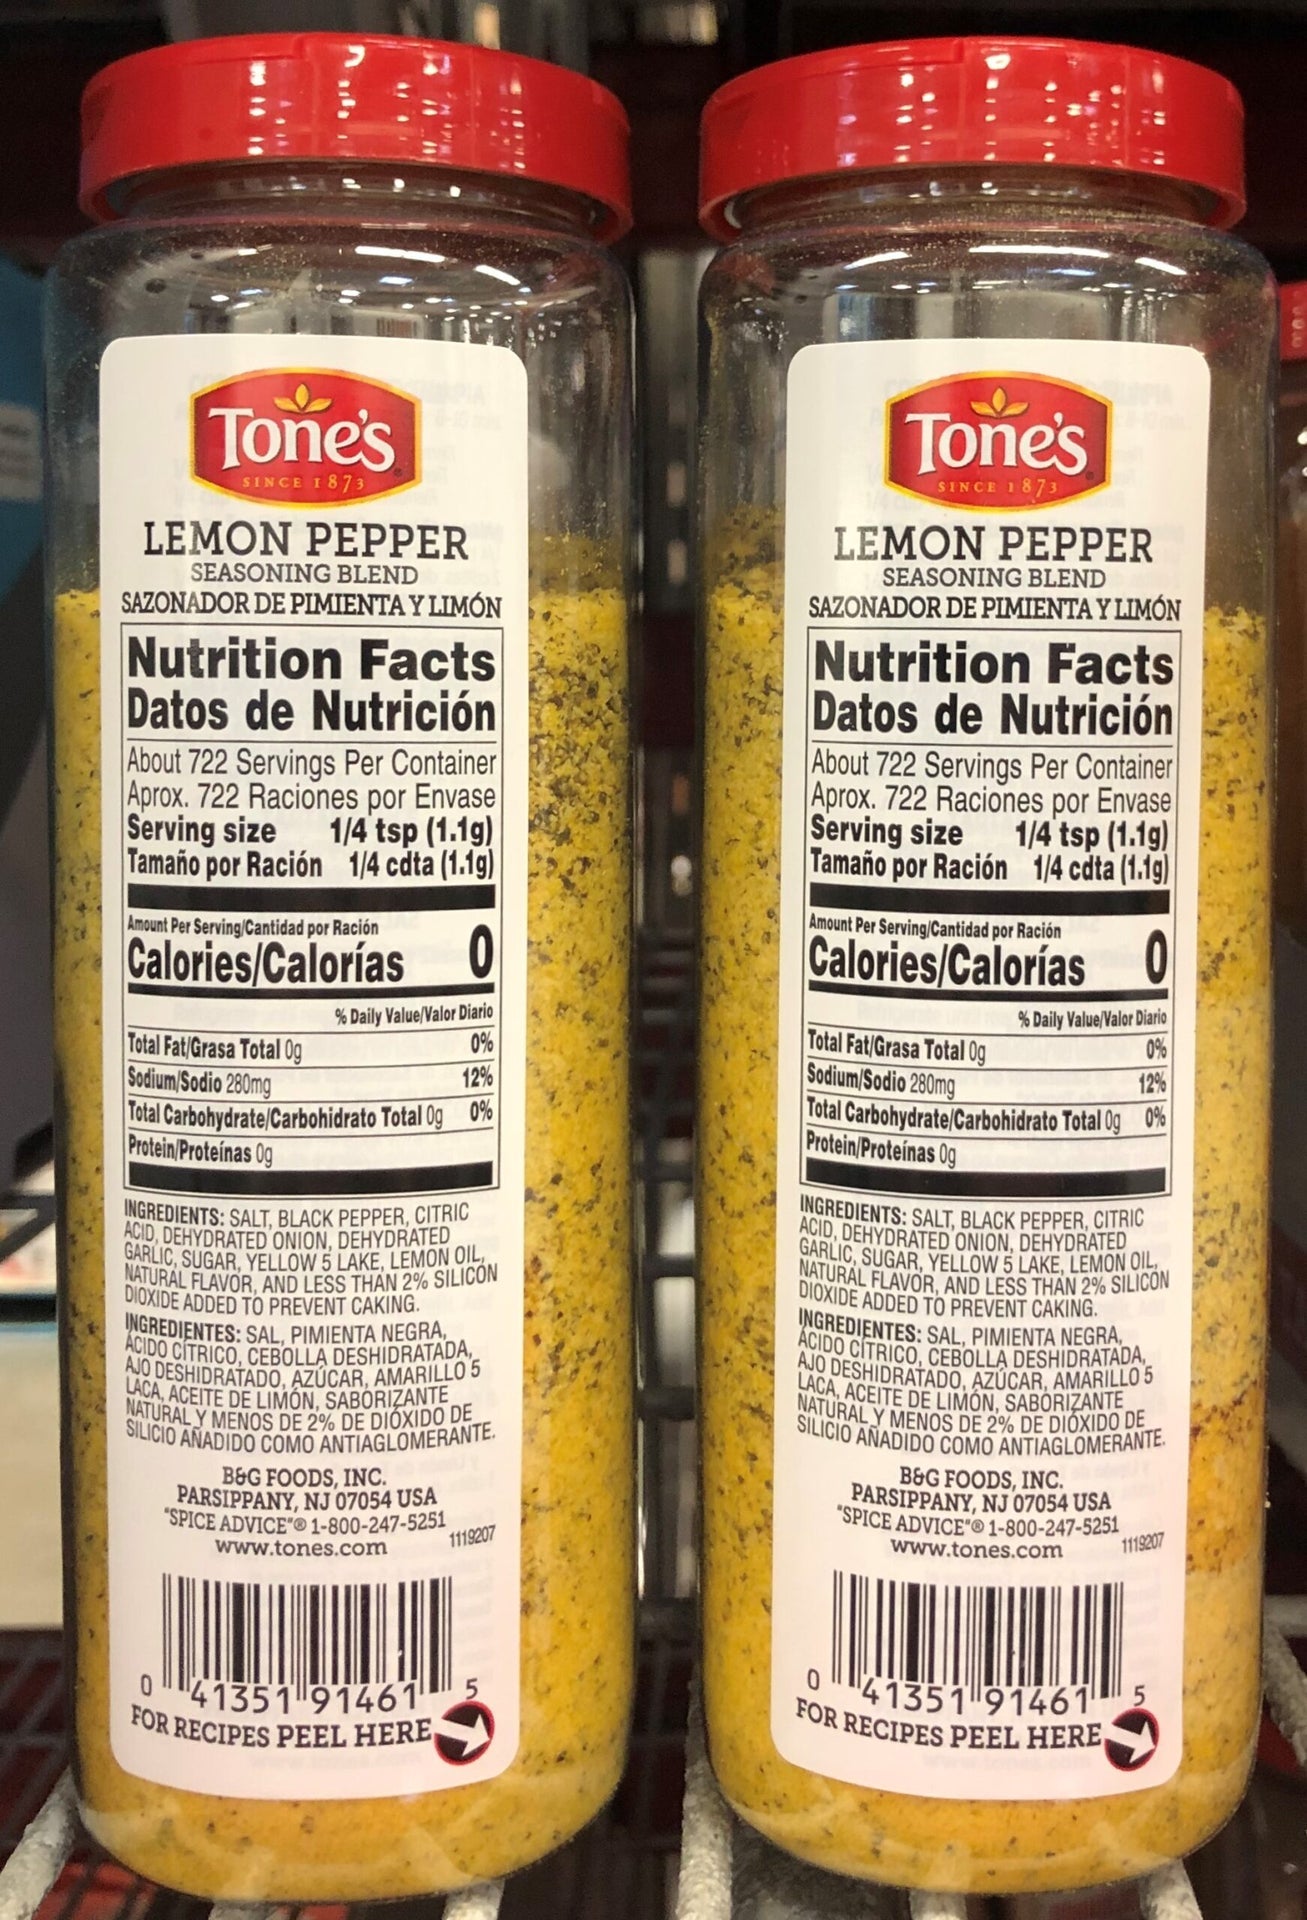 Tone's
SINCE 1873
LEMON PEPPER
SEASONING BLEND
SAZONADOR DE PIMIENTA Y LIMÓN
Nutrition Facts
Datos de Nutrición
About 722 Servings Per Container
Aprox. 722 Raciones por Envase
Serving size 1/4 tsp (1.1g)
Tamaño por Ración 1/4 cdta (1.1g)
Amount Per Serving/Cantidad por Ración
Calories/Calorías 0
% Daily Value/Valor Diario
Total Fat/Grasa Total 0g 0%
Sodium/Sodio 280mg 12%
Total Carbohydrate/Carbohidrato Total 0g 0%
Protein/Proteínas 0g
INGREDIENTS: SALT, BLACK PEPPER, CITRIC
ACID, DEHYDRATED ONION, DEHYDRATED
GARLIC, SUGAR, YELLOW 5 LAKE, LEMON OIL,
NATURAL FLAVOR, AND LESS THAN 2% SILICON
DIOXIDE ADDED TO PREVENT CAKING.
INGREDIENTES: SAL, PIMIENTA NEGRA,
ÁCIDO CÍTRICO, CEBOLLA DESHIDRATADA,
AJO DESHIDRATADO, AZÚCAR, AMARILLO 5
LACA, ACEITE DE LIMÓN, SABORIZANTE
NATURAL Y MENOS DE 2% DE DIÓXIDO DE
SILICIO AÑADIDO COMO ANTIAGLOMERANTE.
B&G FOODS, INC.
PARSIPPANY, NJ 07054 USA
"SPICE ADVICE"® 1-800-247-5251
www.tones.com 1119207
0 41351 91461 5
FOR RECIPES PEEL HERE
Tone's
SINCE 1873
LEMON PEPPER
SEASONING BLEND
SAZONADOR DE PIMIENTA Y LIMÓN
Nutrition Facts
Datos de Nutrición
About 722 Servings Per Container
Aprox. 722 Raciones por Envase
Serving size 1/4 tsp (1.1g)
Tamaño por Ración 1/4 cdta (1.1g)
Amount Per Serving/Cantidad por Ración
Calories/Calorías 0
% Daily Value/Valor Diario
Total Fat/Grasa Total 0g 0%
Sodium/Sodio 280mg 12%
Total Carbohydrate/Carbohidrato Total 0g 0%
Protein/Proteínas 0g
INGREDIENTS: SALT, BLACK PEPPER, CITRIC
ACID, DEHYDRATED ONION, DEHYDRATED
GARLIC, SUGAR, YELLOW 5 LAKE, LEMON OIL,
NATURAL FLAVOR, AND LESS THAN 2% SILICON
DIOXIDE ADDED TO PREVENT CAKING.
INGREDIENTES: SAL, PIMIENTA NEGRA,
ÁCIDO CÍTRICO, CEBOLLA DESHIDRATADA,
AJO DESHIDRATADO, AZÚCAR, AMARILLO 5
LACA, ACEITE DE LIMÓN, SABORIZANTE
NATURAL Y MENOS DE 2% DE DIÓXIDO DE
SILICIO AÑADIDO COMO ANTIAGLOMERANTE.
B&G FOODS, INC.
PARSIPPANY, NJ 07054 USA
"SPICE ADVICE"® 1-800-247-5251
www.tones.com 1119207
0 41351 91461 5
FOR RECIPES PEEL HERE